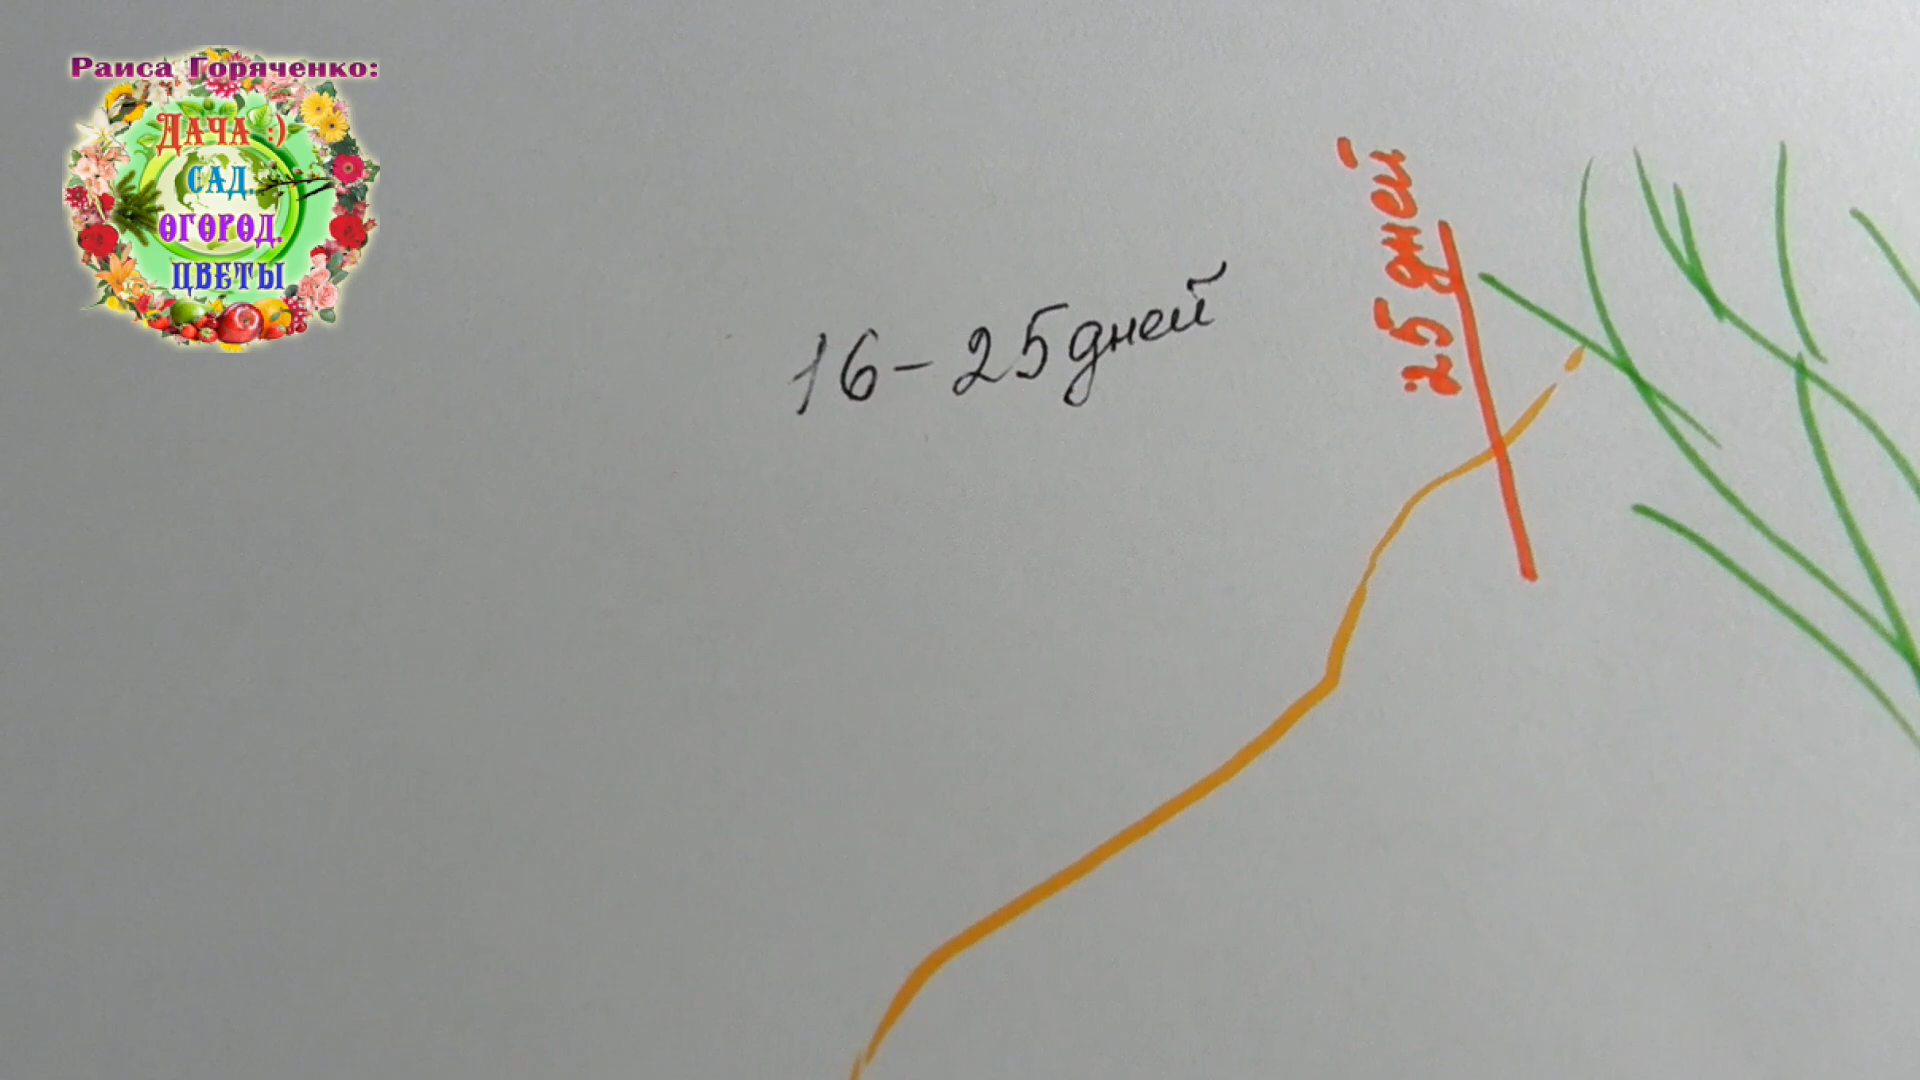 Раиса Горяченко:
Дача :)
сад.
огород.
цветы
16-25 дней
25 дней